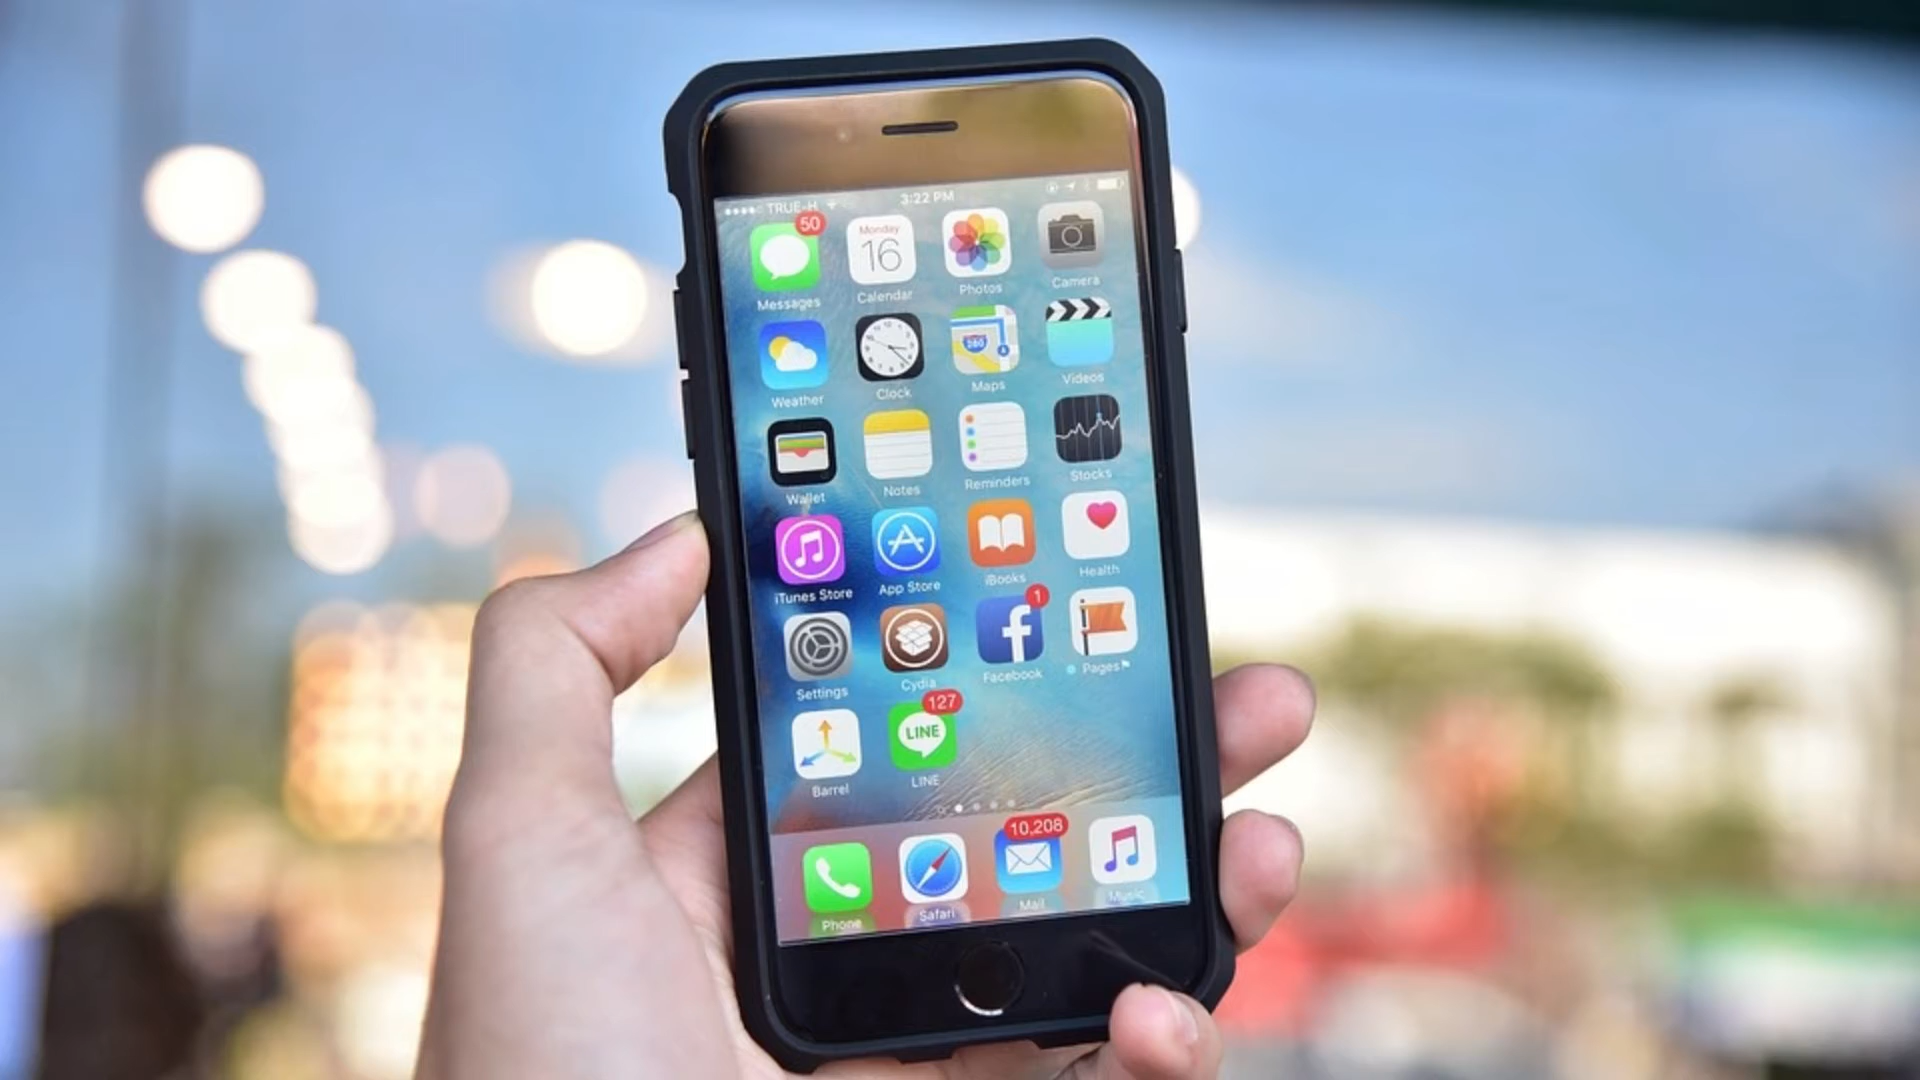 TRUE-H 3:22 PM
50
Monday
16
Messages Calendar Photos Camera
280
Weather Clock Maps Videos
Wallet Notes Reminders Stocks
iTunes Store App Store iBooks Health
1
Settings Cydia Facebook Pages
127
LINE
Barrel LINE
10,208
Phone Safari Mail Music